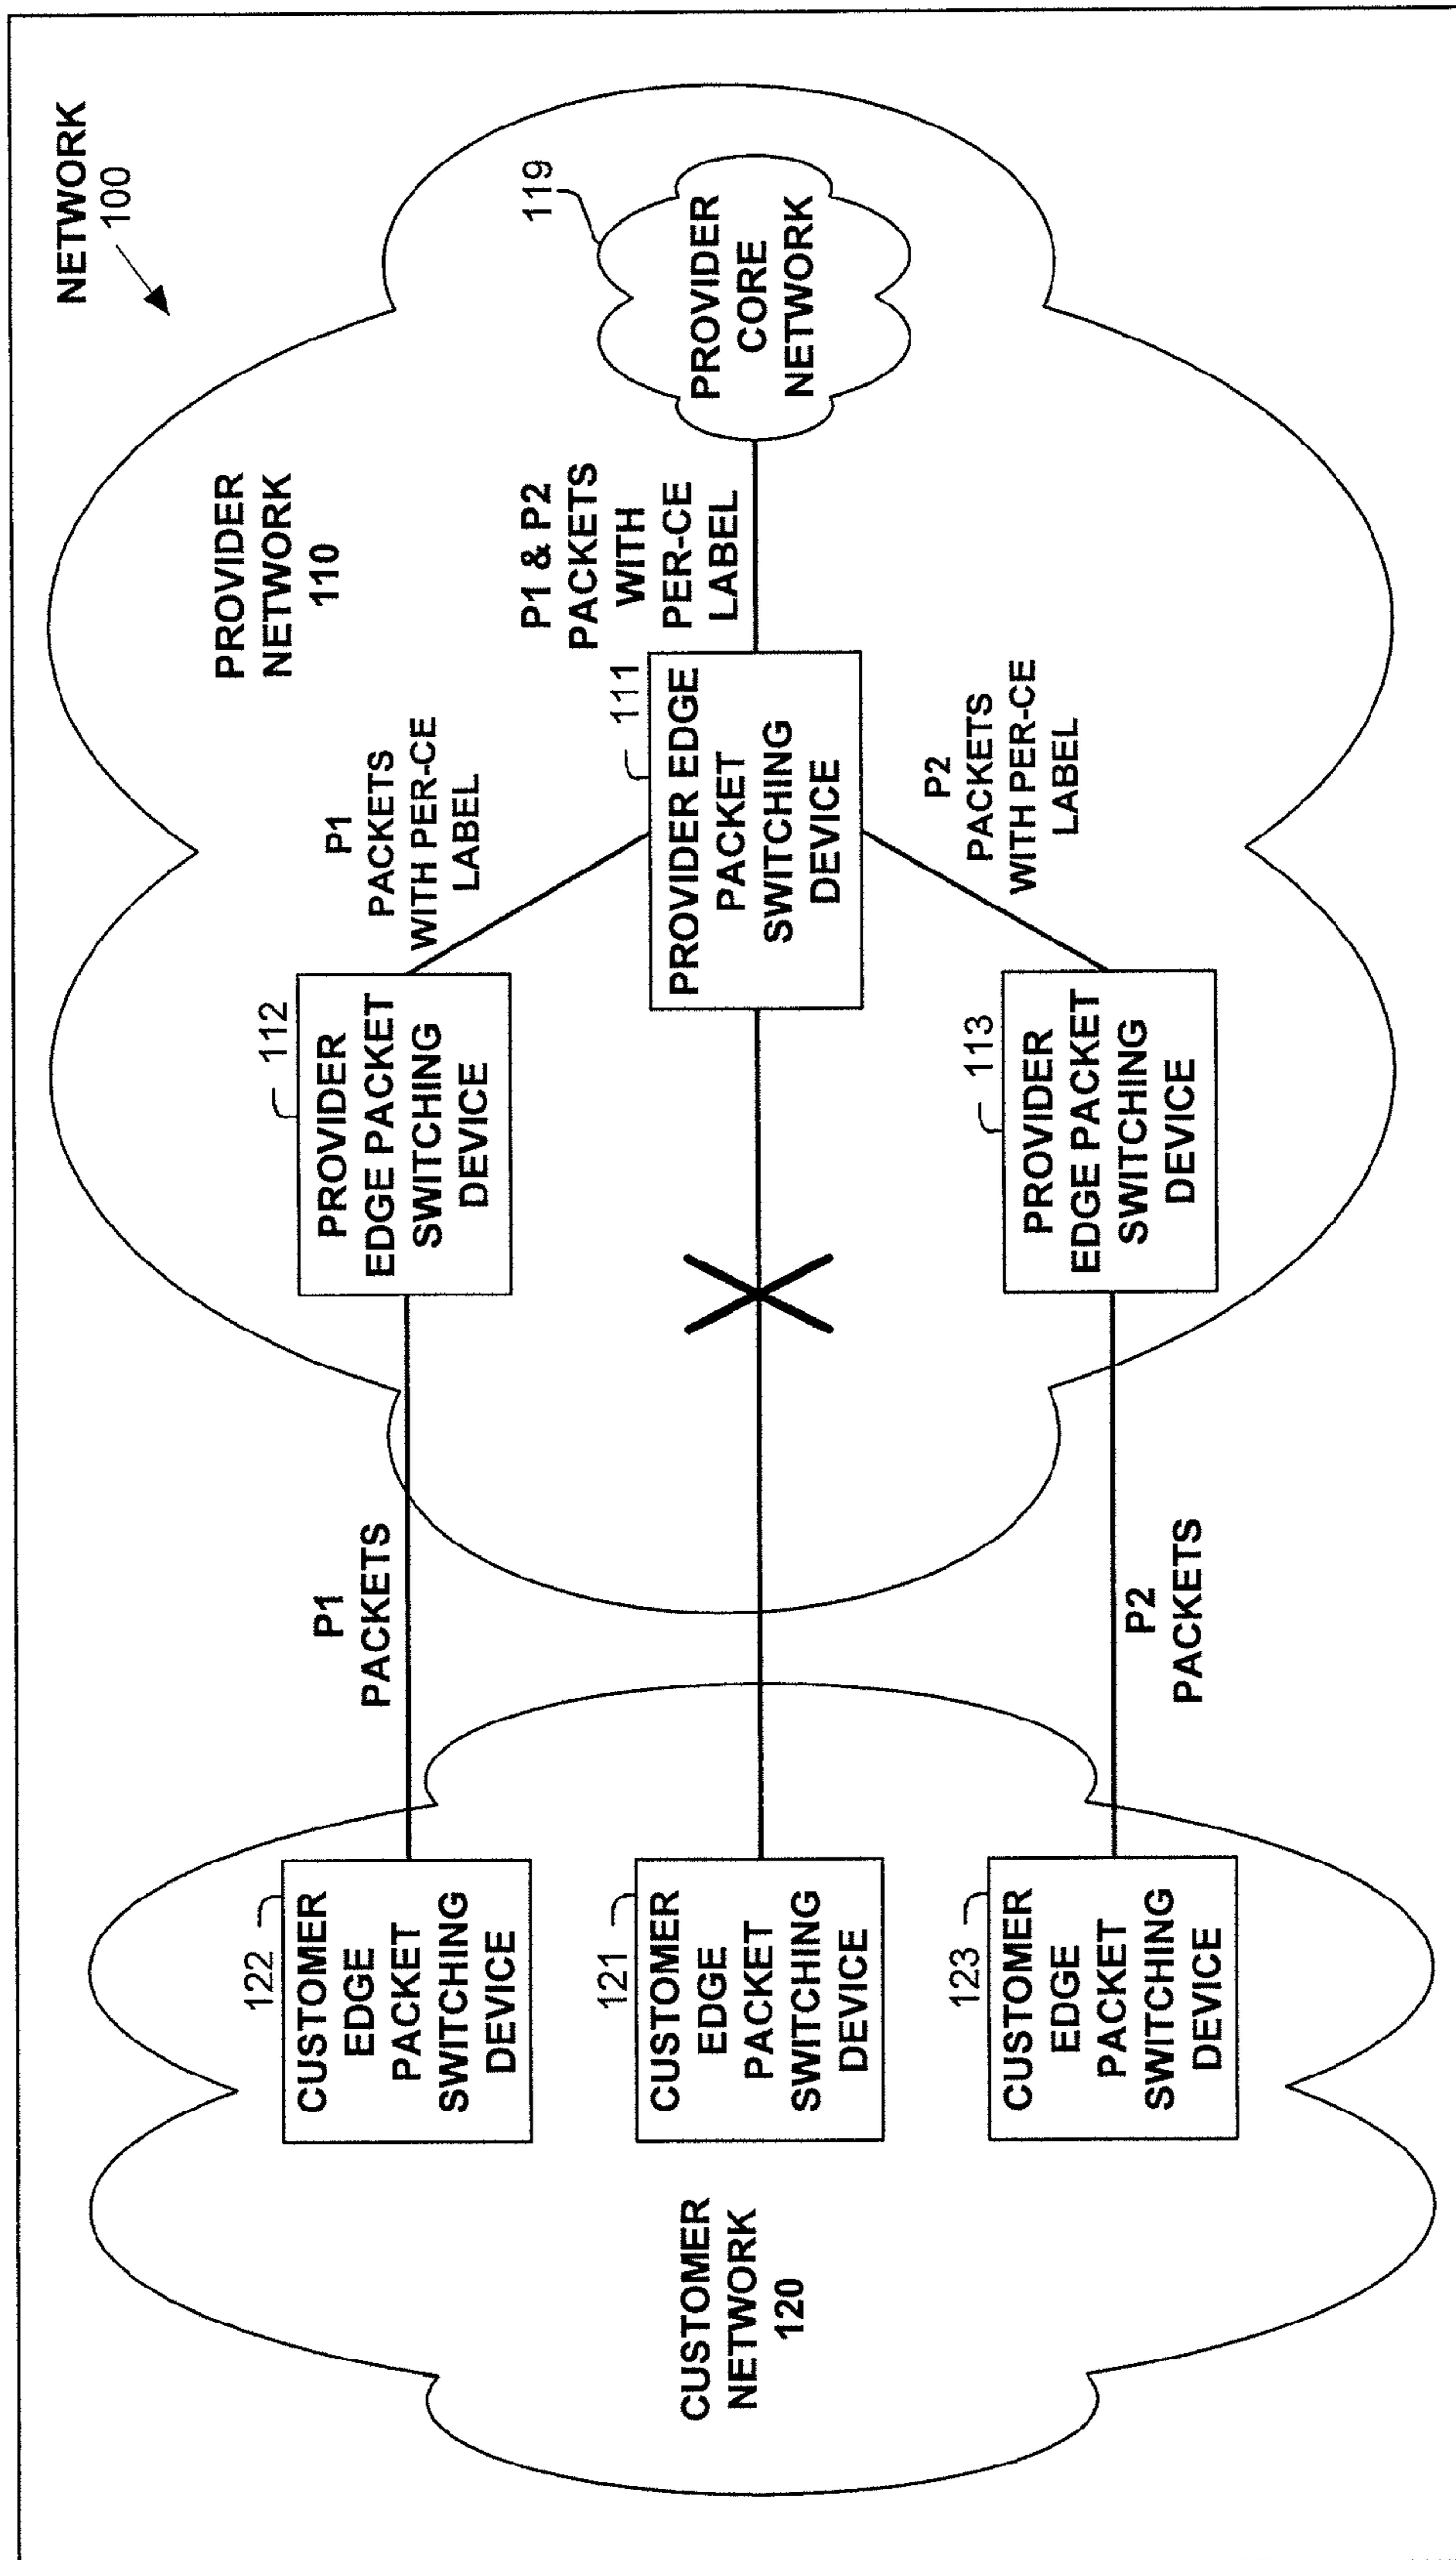 NETWORK
100
PROVIDER
NETWORK
110
119
PROVIDER
CORE
NETWORK
P1 & P2
PACKETS
WITH
PER-CE
LABEL
P1
PACKETS
WITH PER-CE
LABEL
111
PROVIDER EDGE
PACKET
SWITCHING
DEVICE
P2
PACKETS
WITH PER-CE
LABEL
112
PROVIDER
EDGE PACKET
SWITCHING
DEVICE
113
PROVIDER
EDGE PACKET
SWITCHING
DEVICE
P1
PACKETS
P2
PACKETS
122
CUSTOMER
EDGE
PACKET
SWITCHING
DEVICE
121
CUSTOMER
EDGE
PACKET
SWITCHING
DEVICE
123
CUSTOMER
EDGE
PACKET
SWITCHING
DEVICE
CUSTOMER
NETWORK
120